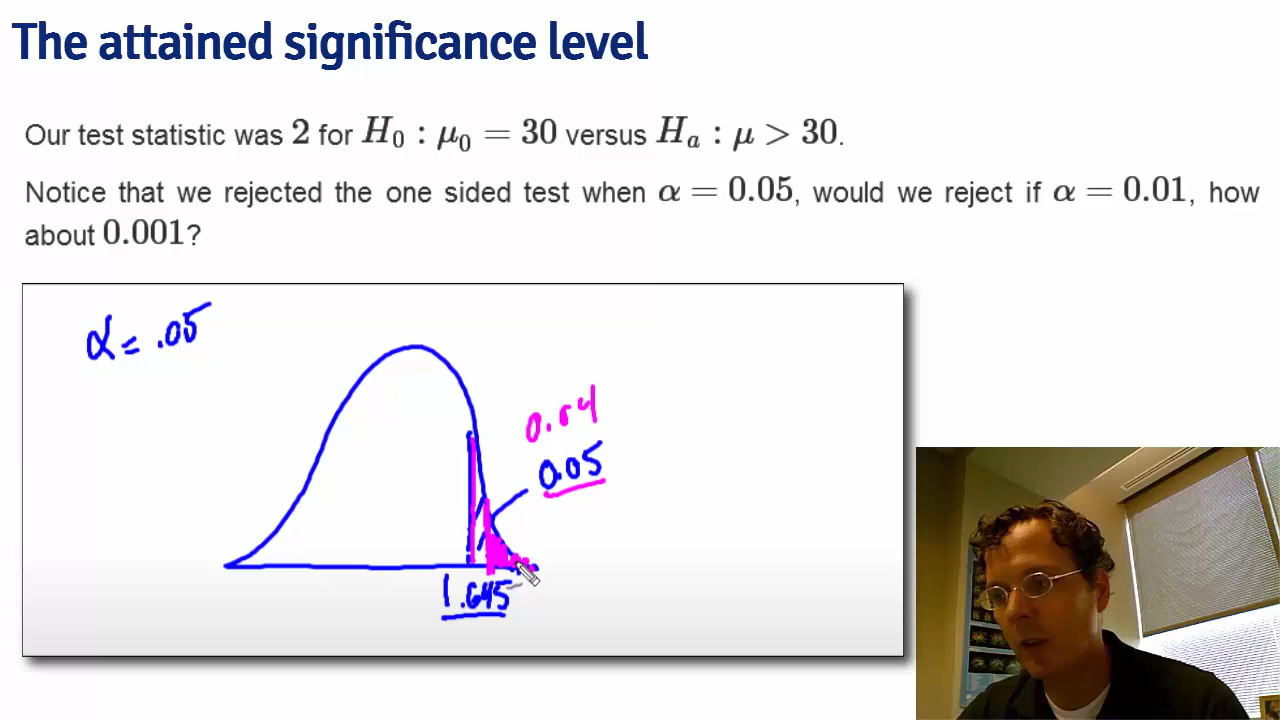 The attained significance level
Our test statistic was 2 for H₀ : μ₀ = 30 versus Hₐ : μ > 30.
Notice that we rejected the one sided test when α = 0.05, would we reject if α = 0.01, how
about 0.001?
α = .05
0.04
0.05
1.645